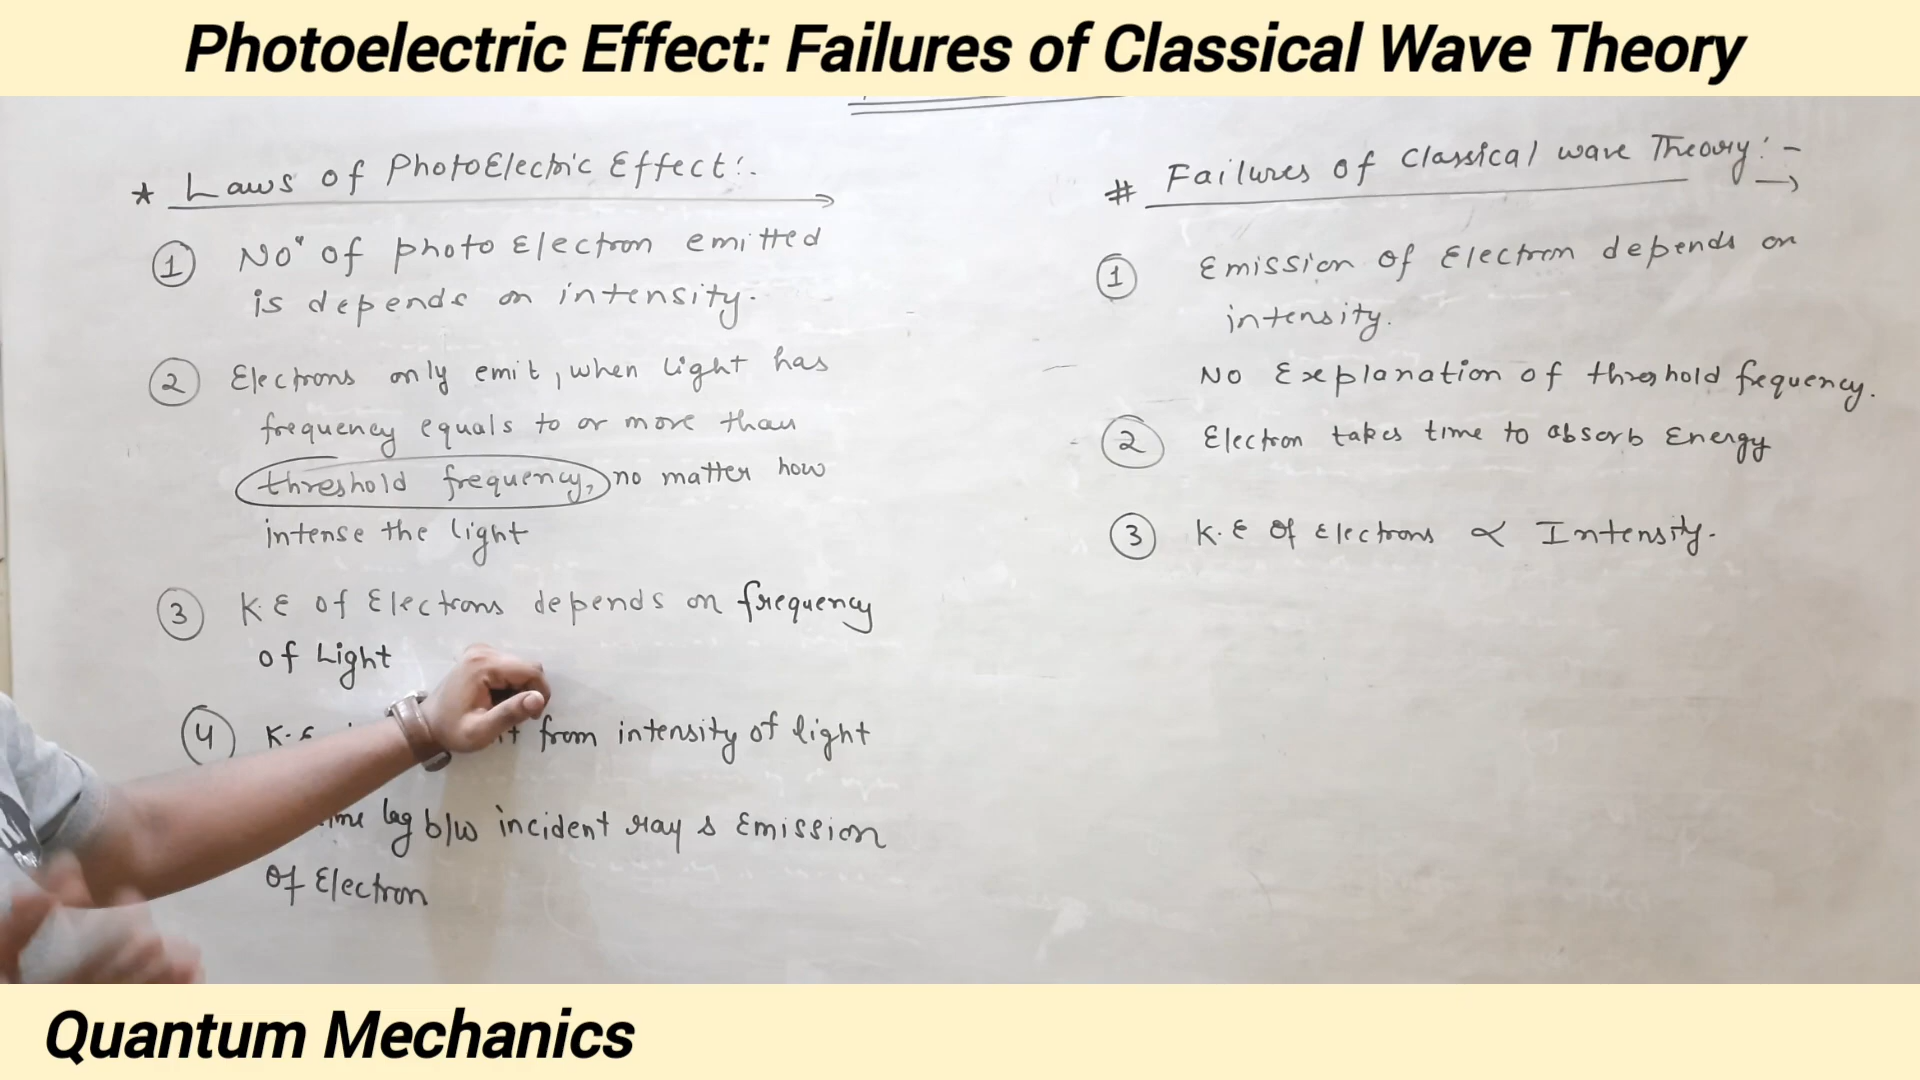 Photoelectric Effect: Failures of Classical Wave Theory
* Laws of PhotoElectric Effect:-
① No. of photo Electron emitted
is depends on intensity.
② Electrons only emit, when light has
frequency equals to or more than
threshold frequency, no matter how
intense the light
③ K.E of Electrons depends on frequency
of Light
④ K.E from intensity of light
lag b/w incident ray & Emission
of Electron
# Failures of Classical wave Theory:-
① Emission of Electron depends on
intensity.
No Explanation of threshold frequency.
② Electron takes time to absorb Energy
③ K.E of Electrons ∝ Intensity.
Quantum Mechanics